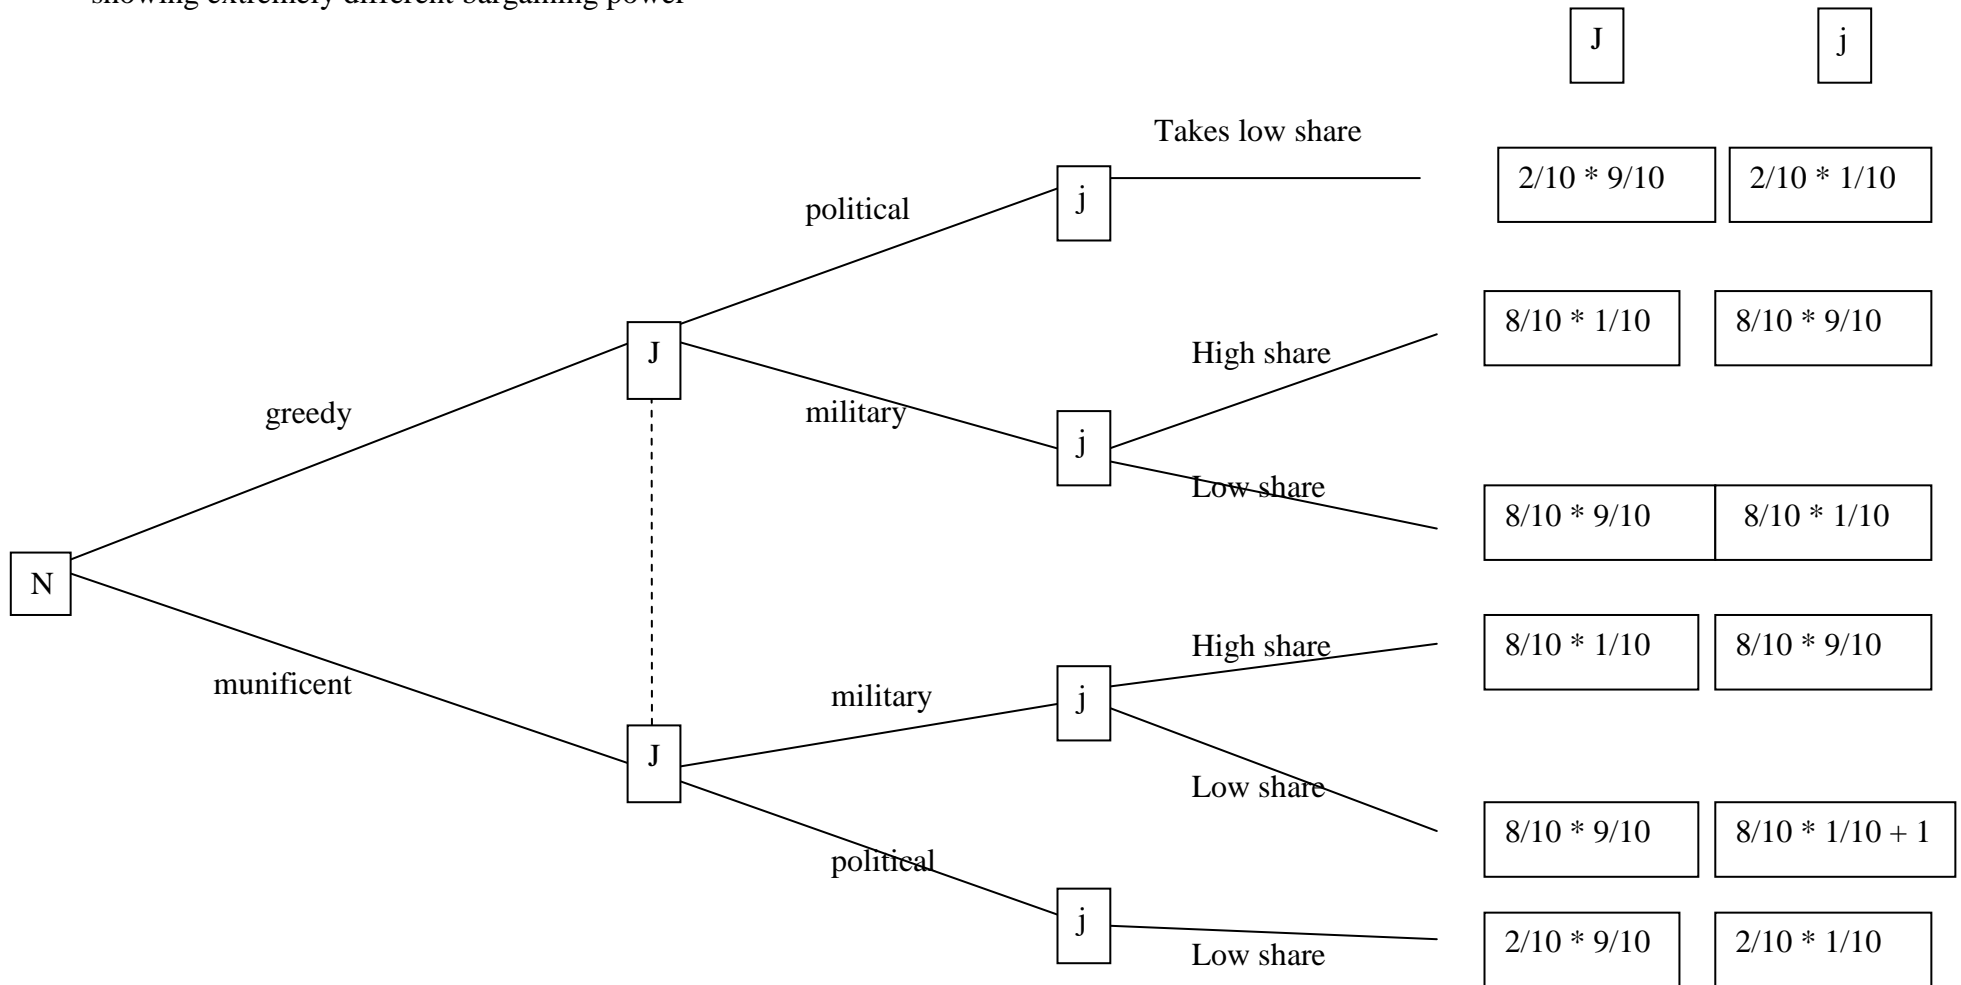 showing extremely different bargaining power
J
j
Takes low share
j
2/10 * 9/10
2/10 * 1/10
political
8/10 * 1/10
8/10 * 9/10
High share
J
greedy
military
j
Low share
8/10 * 9/10
8/10 * 1/10
N
High share
8/10 * 1/10
8/10 * 9/10
munificent
military
j
J
Low share
8/10 * 9/10
8/10 * 1/10 + 1
political
j
Low share
2/10 * 9/10
2/10 * 1/10